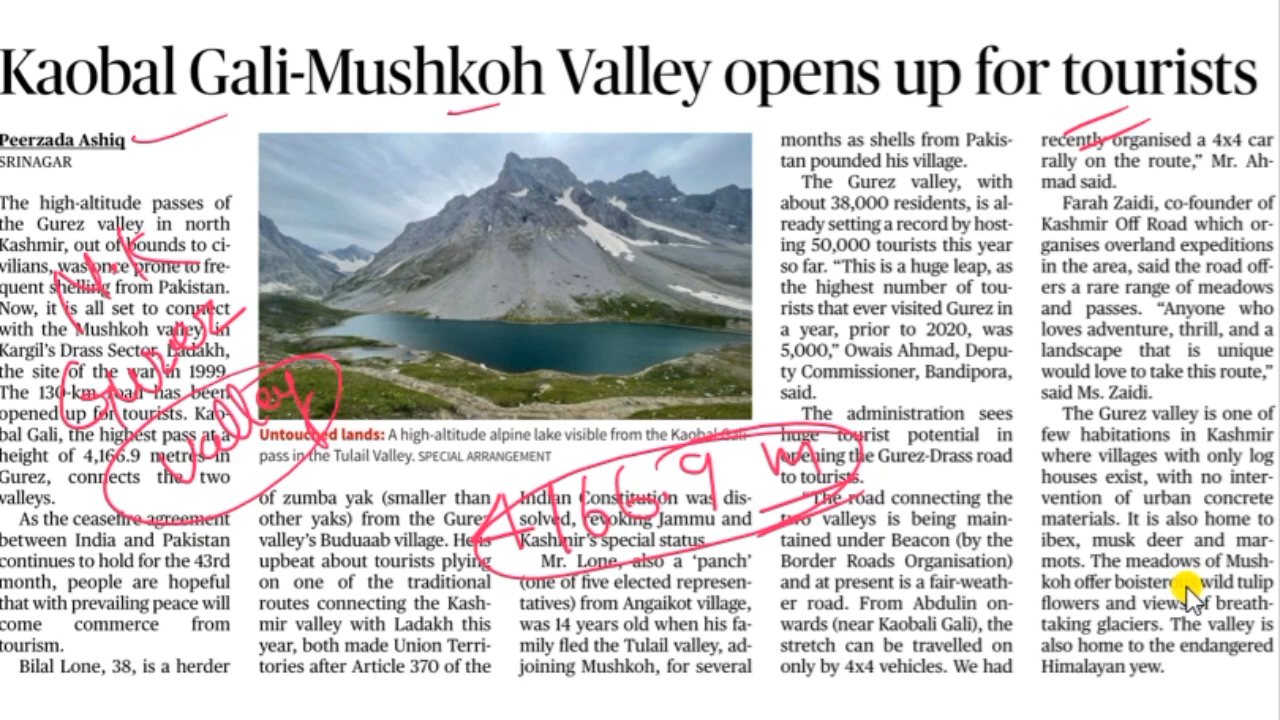 Kaobal Gali-Mushkoh Valley opens up for tourists
Peerzada Ashiq
SRINAGAR
The high-altitude passes of
the Gurez valley in north
Kashmir, out of bounds to ci-
vilians, was once prone to fre-
quent shelling from Pakistan.
Now, it is all set to connect
with the Mushkoh valley in
Kargil's Drass Sector, Ladakh,
the site of the war in 1999.
The 130-km road has been
opened up for tourists. Kao-
bal Gali, the highest pass at a
height of 4,166.9 metres in
Gurez, connects the two
valleys.
As the ceasefire agreement
between India and Pakistan
continues to hold for the 43rd
month, people are hopeful
that with prevailing peace will
come commerce from
tourism.
Bilal Lone, 38, is a herder
N.K
Gurez
valley
Untouched lands: A high-altitude alpine lake visible from the Kaobal Gali
pass in the Tulail Valley. SPECIAL ARRANGEMENT
4166.9 m
of zumba yak (smaller than
other yaks) from the Gurez
valley's Buduaab village. He is
upbeat about tourists plying
on one of the traditional
routes connecting the Kash-
mir valley with Ladakh this
year, both made Union Terri-
tories after Article 370 of the
Indian Constitution was dis-
solved, revoking Jammu and
Kashmir's special status.
Mr. Lone, also a 'panch'
(one of five elected represen-
tatives) from Angaikot village,
was 14 years old when his fa-
mily fled the Tulail valley, ad-
joining Mushkoh, for several
months as shells from Pakis-
tan pounded his village.
The Gurez valley, with
about 38,000 residents, is al-
ready setting a record by host-
ing 50,000 tourists this year
so far. "This is a huge leap, as
the highest number of tou-
rists that ever visited Gurez in
a year, prior to 2020, was
5,000," Owais Ahmad, Depu-
ty Commissioner, Bandipora,
said.
The administration sees
huge tourist potential in
opening the Gurez-Drass road
to tourists.
"The road connecting the
two valleys is being main-
tained under Beacon (by the
Border Roads Organisation)
and at present is a fair-weath-
er road. From Abdulin on-
wards (near Kaobali Gali), the
stretch can be travelled on
only by 4x4 vehicles. We had
recently organised a 4x4 car
rally on the route," Mr. Ah-
mad said.
Farah Zaidi, co-founder of
Kashmir Off Road which or-
ganises overland expeditions
in the area, said the road off-
ers a rare range of meadows
and passes. "Anyone who
loves adventure, thrill, and a
landscape that is unique
would love to take this route,"
said Ms. Zaidi.
The Gurez valley is one of
few habitations in Kashmir
where villages with only log
houses exist, with no inter-
vention of urban concrete
materials. It is also home to
ibex, musk deer and mar-
mots. The meadows of Mush-
koh offer boisterous wild tulip
flowers and views of breath-
taking glaciers. The valley is
also home to the endangered
Himalayan yew.